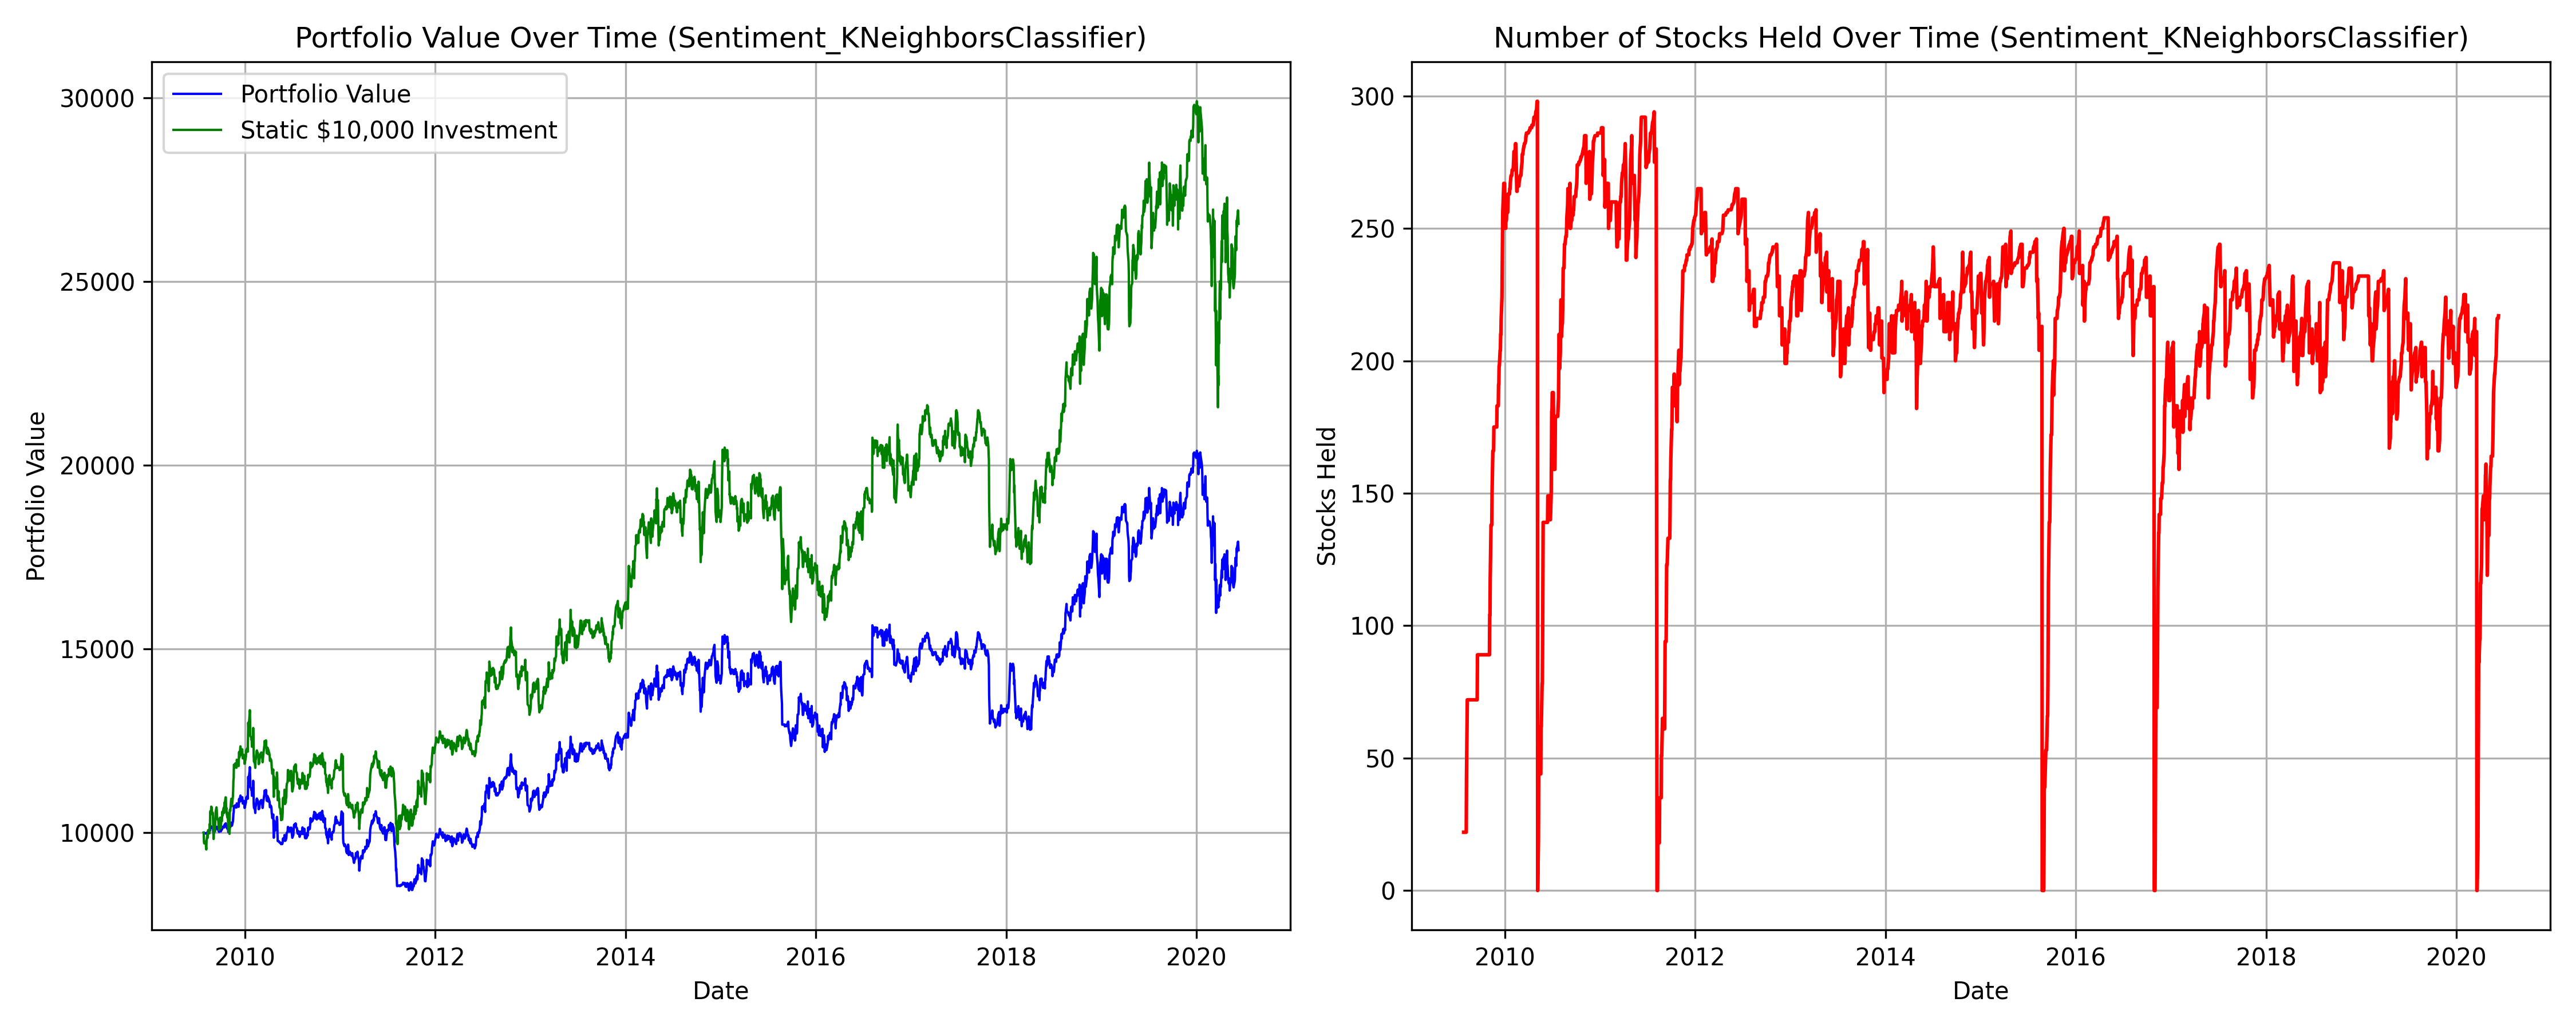 Portfolio Value Over Time (Sentiment_KNeighborsClassifier)
Portfolio Value
Static $10,000 Investment
30000
25000
20000
15000
10000
Portfolio Value
2010 2012 2014 2016 2018 2020
Date
Number of Stocks Held Over Time (Sentiment_KNeighborsClassifier)
300
250
200
150
100
50
0
Stocks Held
2010 2012 2014 2016 2018 2020
Date